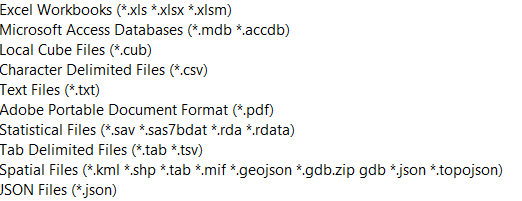 Excel Workbooks (*.xls *.xlsx *.xlsm)
Microsoft Access Databases (*.mdb *.accdb)
Local Cube Files (*.cub)
Character Delimited Files (*.csv)
Text Files (*.txt)
Adobe Portable Document Format (*.pdf)
Statistical Files (*.sav *.sas7bdat *.rda *.rdata)
Tab Delimited Files (*.tab *.tsv)
Spatial Files (*.kml *.shp *.tab *.mif *.geojson *.gdb.zip gdb *.json *.topojson)
JSON Files (*.json)